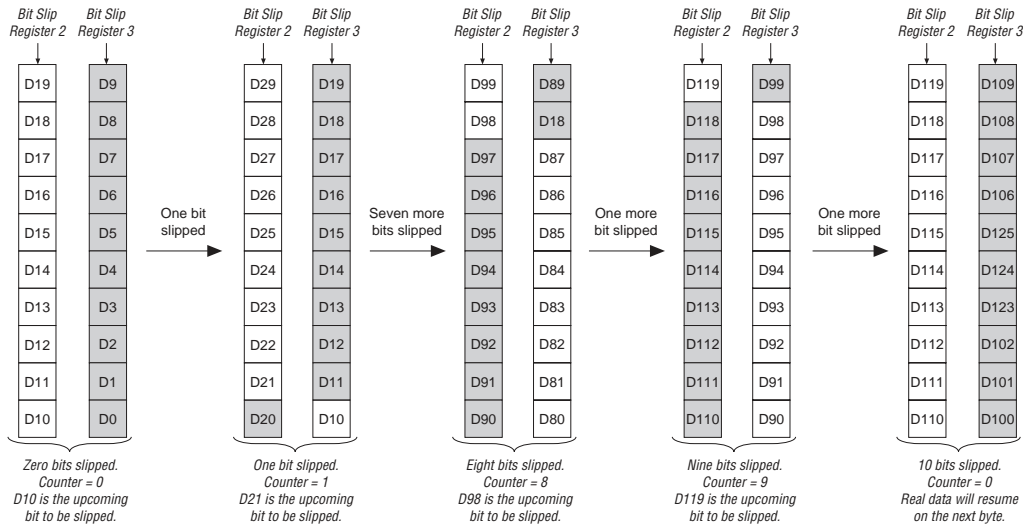 Bit Slip Register 2
Bit Slip Register 3
D19 D9
D18 D8
D17 D7
D16 D6
D15 D5
D14 D4
D13 D3
D12 D2
D11 D1
D10 D0
Zero bits slipped.
Counter = 0
D10 is the upcoming
bit to be slipped.
One bit
slipped
Bit Slip Register 2
Bit Slip Register 3
D29 D19
D28 D18
D27 D17
D26 D16
D25 D15
D24 D14
D23 D13
D22 D12
D21 D11
D20 D10
One bit slipped.
Counter = 1
D21 is the upcoming
bit to be slipped.
Seven more
bits slipped
Bit Slip Register 2
Bit Slip Register 3
D99 D89
D98 D18
D97 D87
D96 D86
D95 D85
D94 D84
D93 D83
D92 D82
D91 D81
D90 D80
Eight bits slipped.
Counter = 8
D98 is the upcoming
bit to be slipped.
One more
bit slipped
Bit Slip Register 2
Bit Slip Register 3
D119 D99
D118 D98
D117 D97
D116 D96
D115 D95
D114 D94
D113 D93
D112 D92
D111 D91
D110 D90
Nine bits slipped.
Counter = 9
D119 is the upcoming
bit to be slipped.
One more
bit slipped
Bit Slip Register 2
Bit Slip Register 3
D119 D109
D118 D108
D117 D107
D116 D106
D115 D125
D114 D124
D113 D123
D112 D102
D111 D101
D110 D100
10 bits slipped.
Counter = 0
Real data will resume
on the next byte.